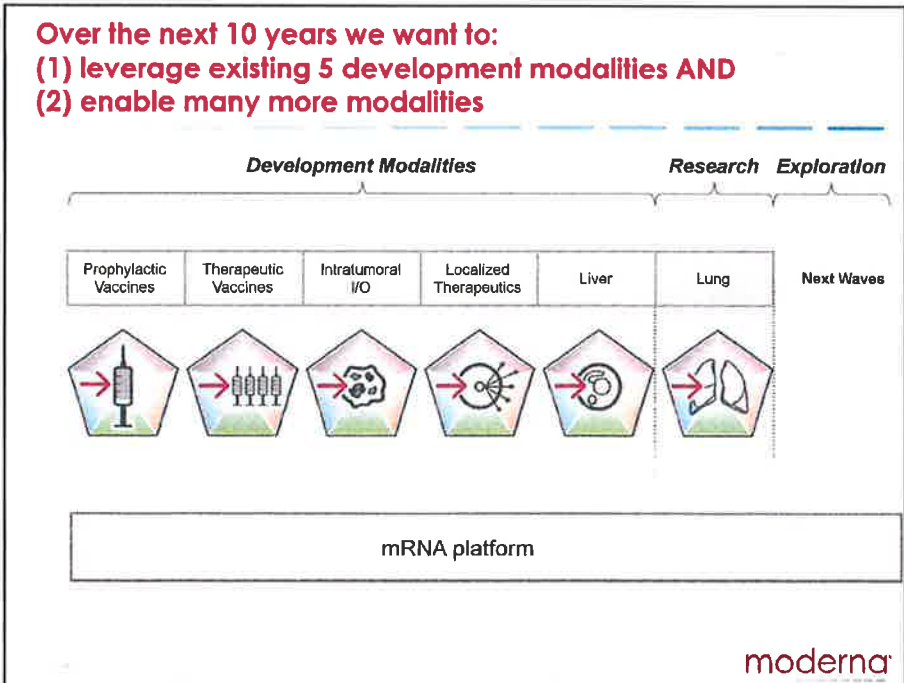 Over the next 10 years we want to:
(1) leverage existing 5 development modalities AND
(2) enable many more modalities
Development Modalities Research Exploration
Prophylactic Vaccines
Therapeutic Vaccines
Intratumoral I/O
Localized Therapeutics
Liver
Lung
Next Waves
mRNA platform
moderna